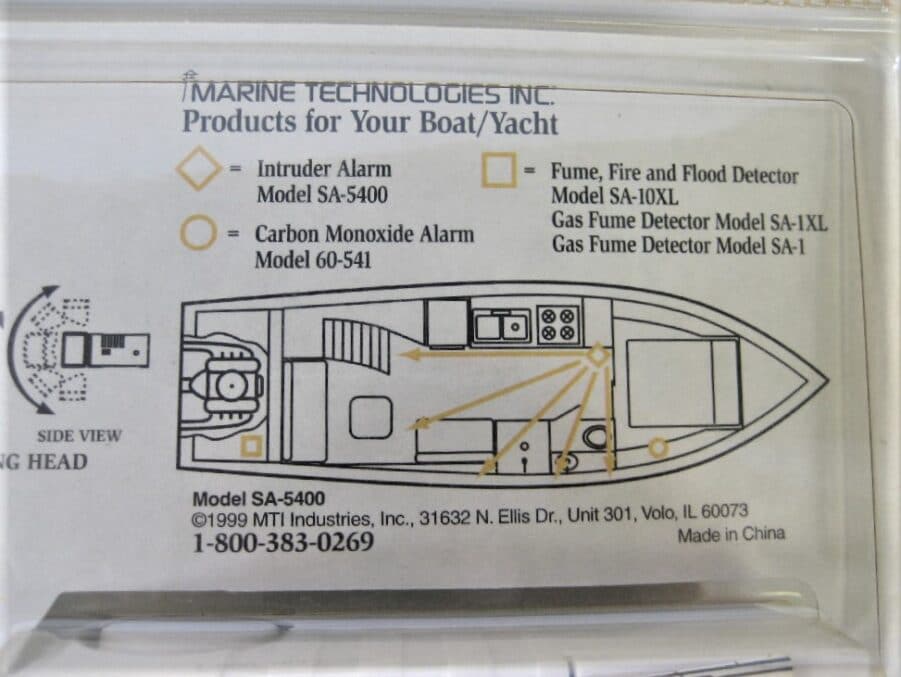 MARINE TECHNOLOGIES INC.
Products for Your Boat/Yacht
= Intruder Alarm
Model SA-5400
= Carbon Monoxide Alarm
Model 60-541
= Fume, Fire and Flood Detector
Model SA-10XL
Gas Fume Detector Model SA-1XL
Gas Fume Detector Model SA-1
SIDE VIEW
HEAD
Model SA-5400
©1999 MTI Industries, Inc., 31632 N. Ellis Dr., Unit 301, Volo, IL 60073
1-800-383-0269
Made in China